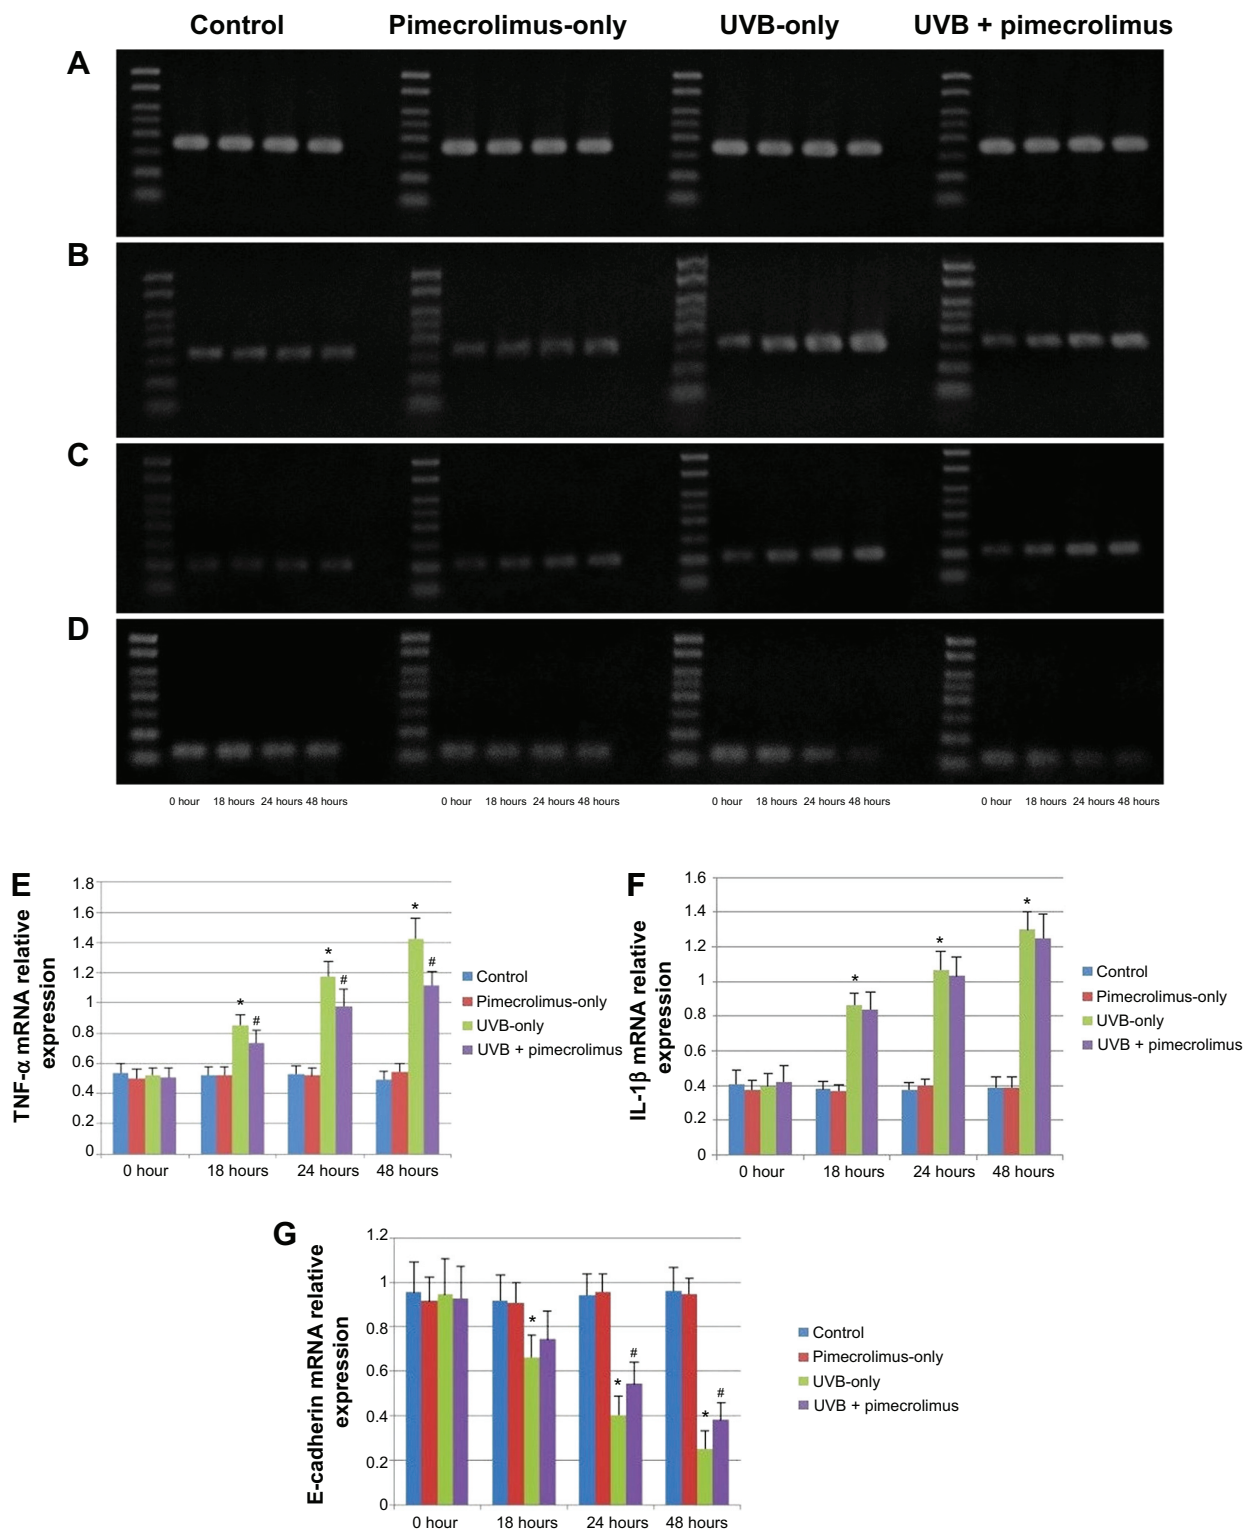 Control Pimecrolimus-only UVB-only UVB + pimecrolimus
A
B
C
D
0 hour 18 hours 24 hours 48 hours 0 hour 18 hours 24 hours 48 hours 0 hour 18 hours 24 hours 48 hours 0 hour 18 hours 24 hours 48 hours
E
TNF-α mRNA relative
expression
1.8
1.6
1.4
1.2
1
0.8
0.6
0.4
0.2
0
* # * # * #
0 hour 18 hours 24 hours 48 hours
Control
Pimecrolimus-only
UVB-only
UVB + pimecrolimus
F
IL-1β mRNA relative
expression
1.6
1.4
1.2
1
0.8
0.6
0.4
0.2
0
* * *
0 hour 18 hours 24 hours 48 hours
Control
Pimecrolimus-only
UVB-only
UVB + pimecrolimus
G
E-cadherin mRNA relative
expression
1.2
1
0.8
0.6
0.4
0.2
0
* * # * #
0 hour 18 hours 24 hours 48 hours
Control
Pimecrolimus-only
UVB-only
UVB + pimecrolimus